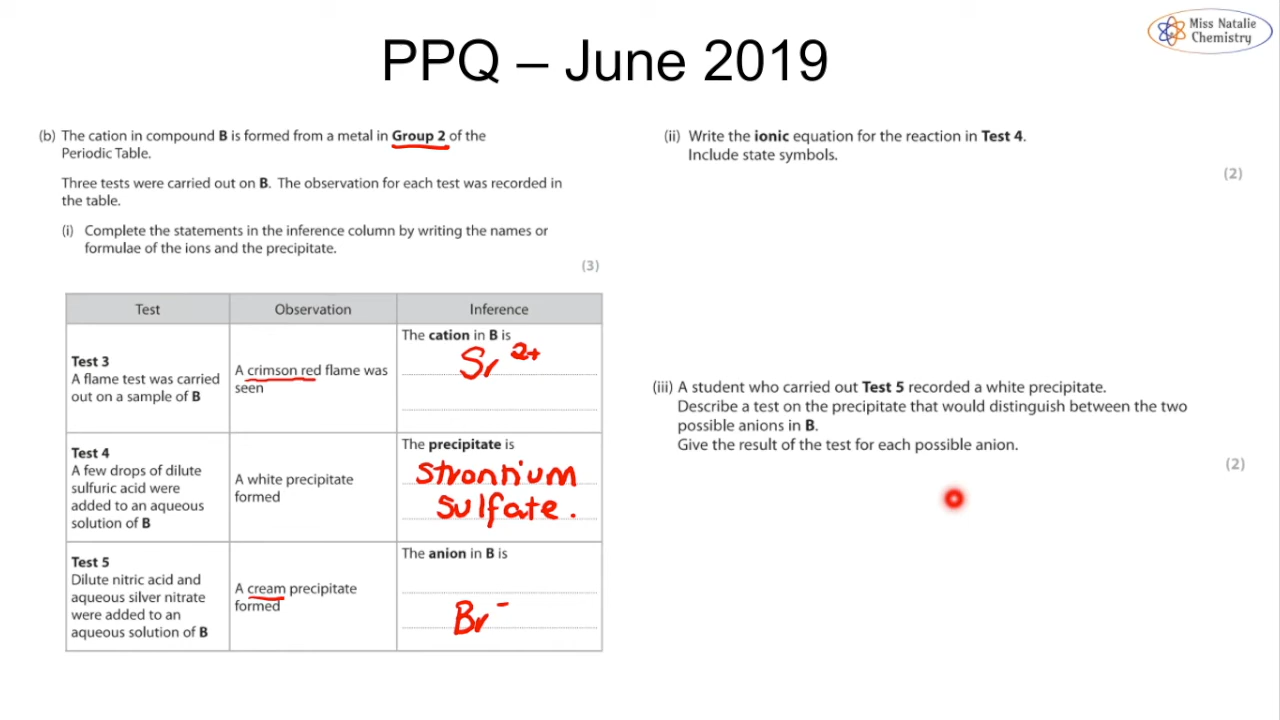 Miss Natalie
Chemistry
PPQ – June 2019
(b) The cation in compound B is formed from a metal in Group 2 of the
Periodic Table.
Three tests were carried out on B. The observation for each test was recorded in
the table.
(i) Complete the statements in the inference column by writing the names or
formulae of the ions and the precipitate.
(3)
Test
Observation
Inference
Test 3
A flame test was carried
out on a sample of B
A crimson red flame was
seen
The cation in B is
Sr 2+
Test 4
A few drops of dilute
sulfuric acid were
added to an aqueous
solution of B
A white precipitate
formed
The precipitate is
Strontium
sulfate.
Test 5
Dilute nitric acid and
aqueous silver nitrate
were added to an
aqueous solution of B
A cream precipitate
formed
The anion in B is
Br -
(ii) Write the ionic equation for the reaction in Test 4.
Include state symbols.
(2)
(iii) A student who carried out Test 5 recorded a white precipitate.
Describe a test on the precipitate that would distinguish between the two
possible anions in B.
Give the result of the test for each possible anion.
(2)